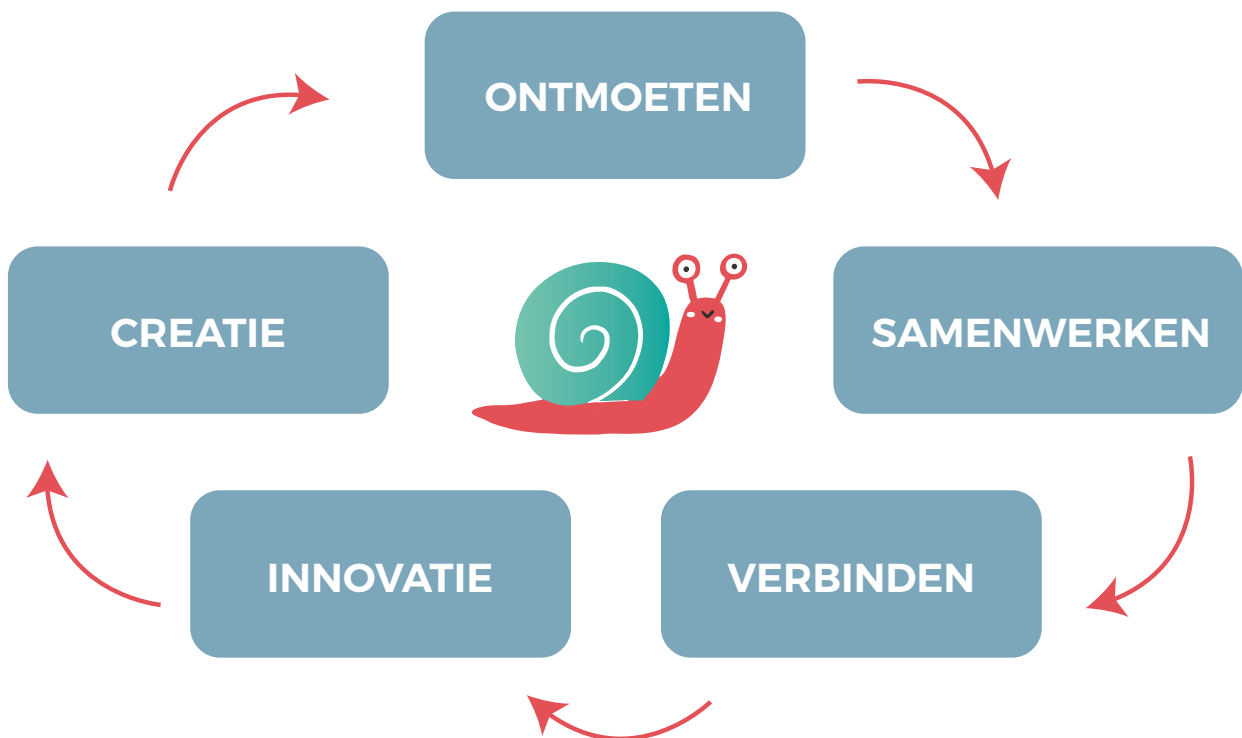 ONTMOETEN
SAMENWERKEN
VERBINDEN
INNOVATIE
CREATIE